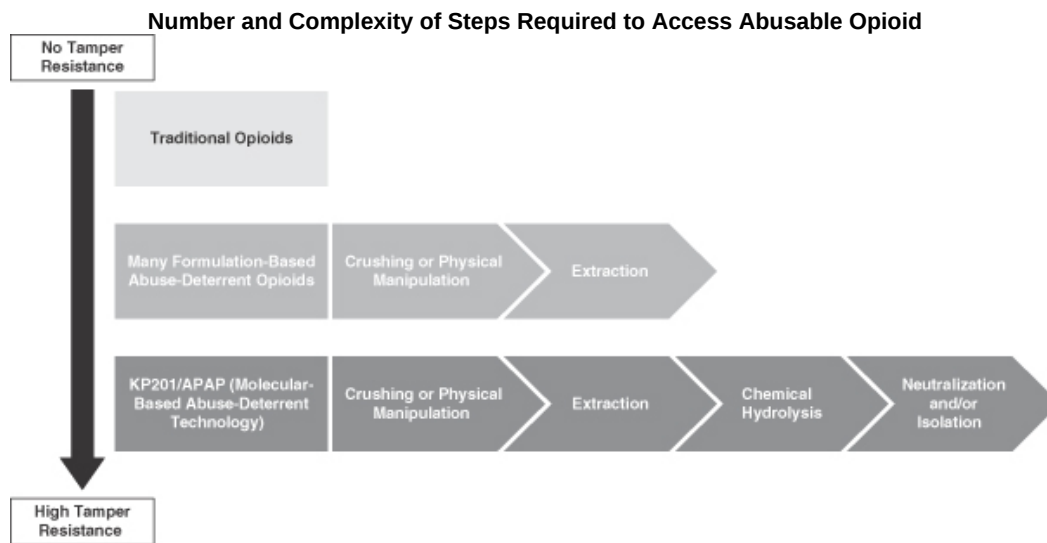 Number and Complexity of Steps Required to Access Abusable Opioid
No Tamper
Resistance
Traditional Opioids
Many Formulation-Based
Abuse-Deterrent Opioids
Crushing or Physical
Manipulation
Extraction
KP201/APAP (Molecular-
Based Abuse-Deterrent
Technology)
Crushing or Physical
Manipulation
Extraction
Chemical
Hydrolysis
Neutralization
and/or
Isolation
High Tamper
Resistance